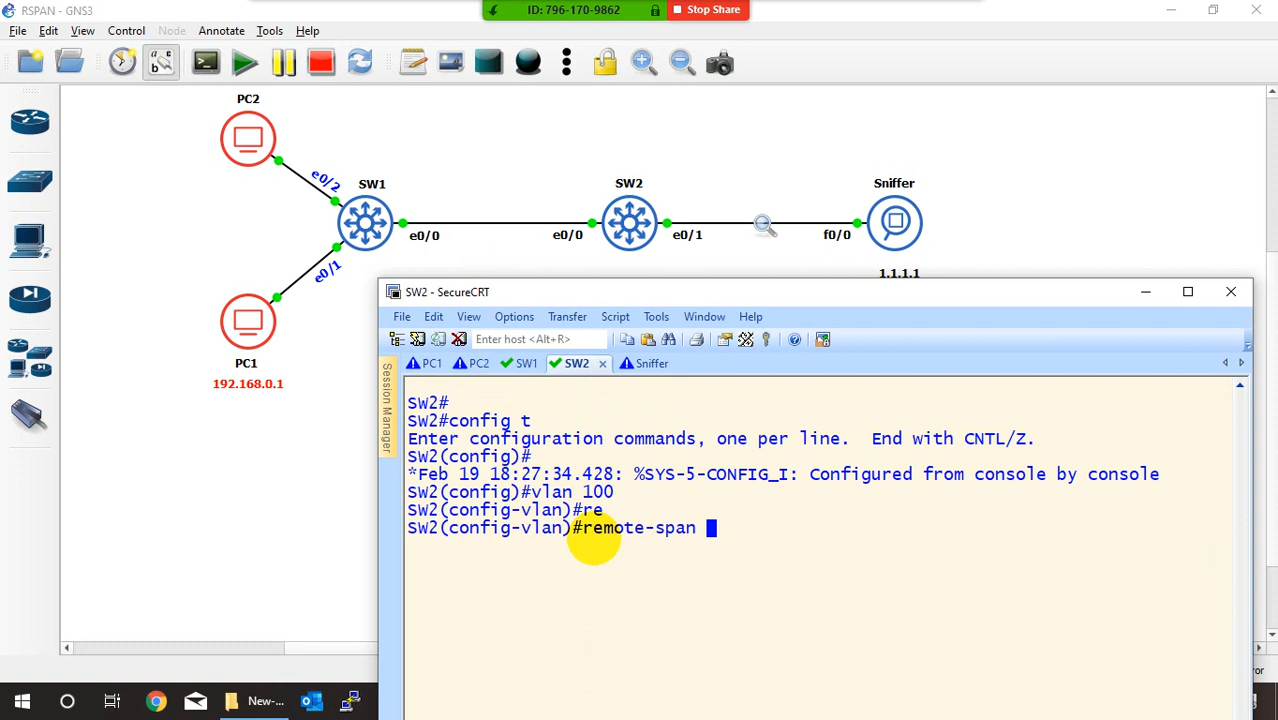 RSPAN - GNS3
ID: 796-170-9862
Stop Share
File Edit View Control Node Annotate Tools Help
PC2
e0/2
SW1
SW2
Sniffer
e0/0
e0/0
e0/1
f0/0
e0/1
1.1.1.1
PC1
192.168.0.1
SW2 - SecureCRT
File Edit View Options Transfer Script Tools Window Help
Enter host <Alt+R>
Session Manager
PC1 PC2 SW1 SW2 Sniffer
SW2#
SW2#config t
Enter configuration commands, one per line.  End with CNTL/Z.
SW2(config)#
*Feb 19 18:27:34.428: %SYS-5-CONFIG_I: Configured from console by console
SW2(config)#vlan 100
SW2(config-vlan)#re
SW2(config-vlan)#remote-span
New-...